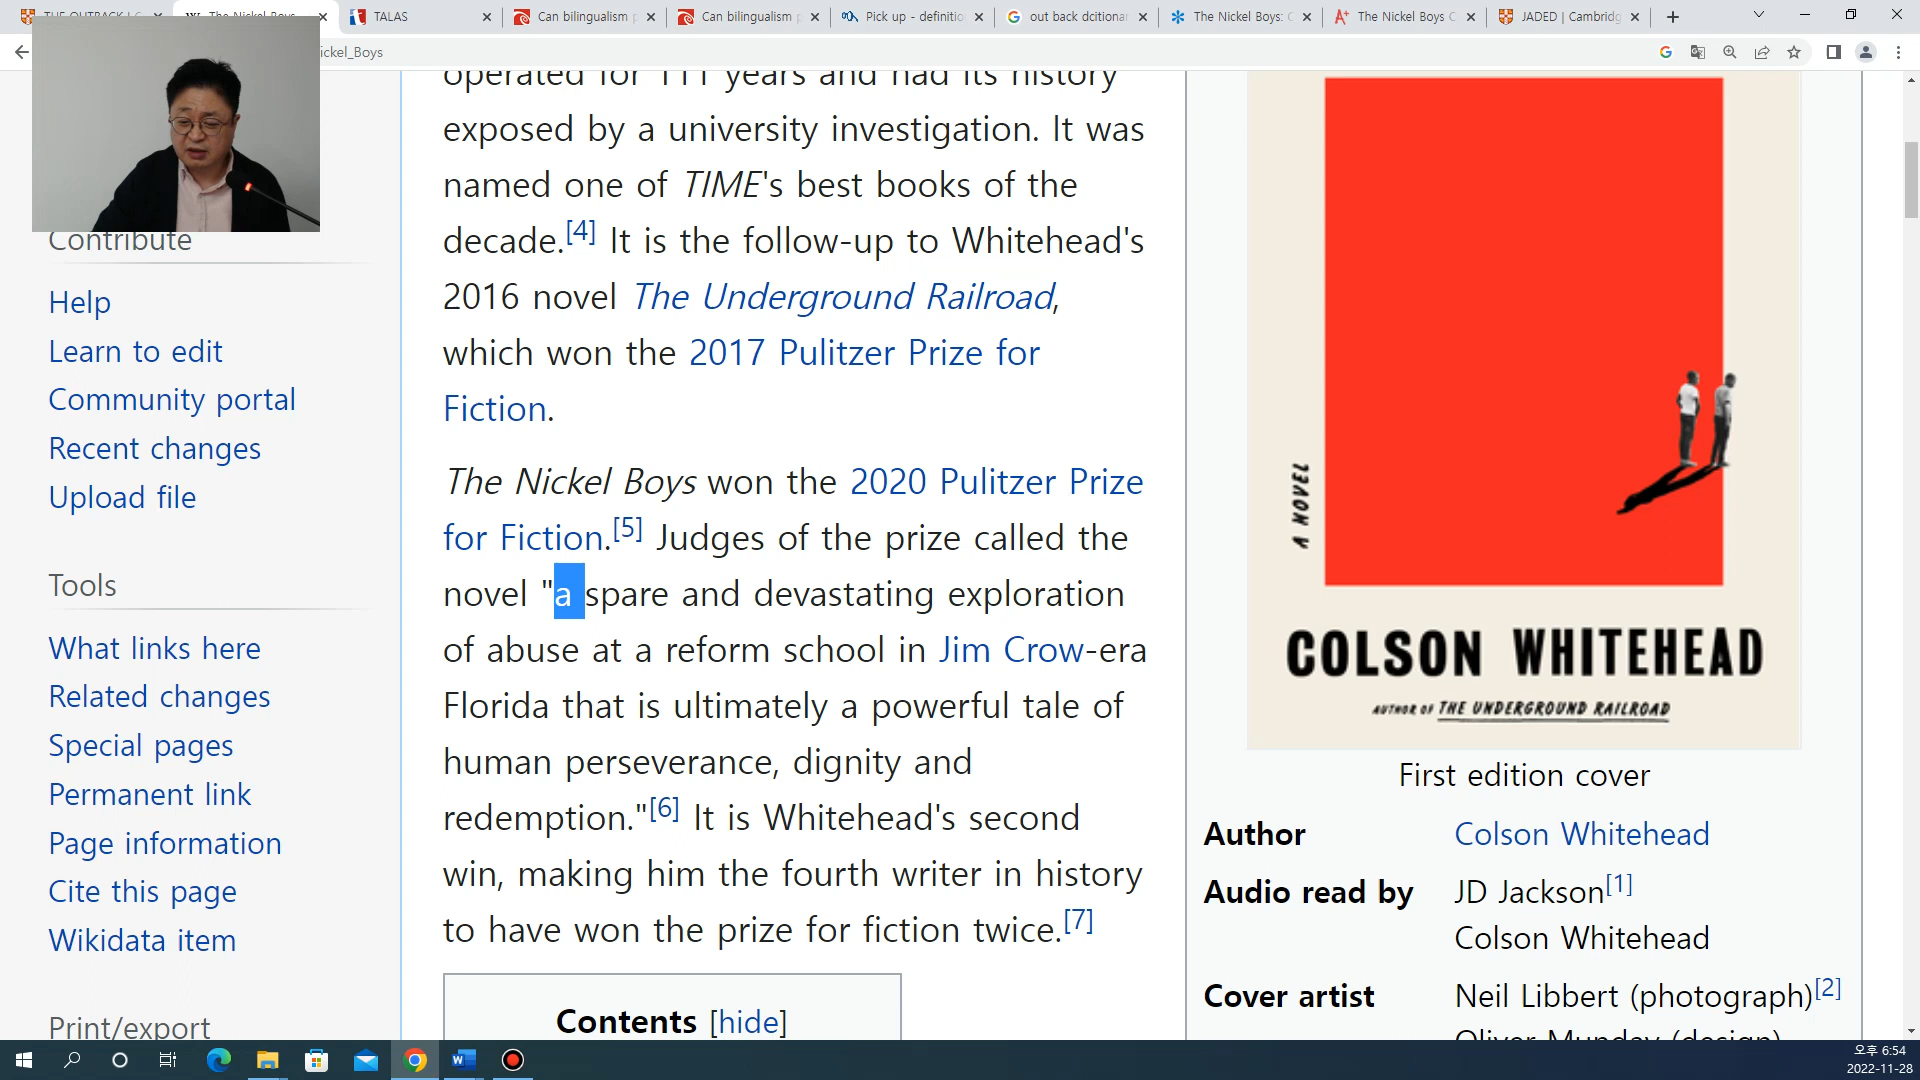 THE OUTBACK | C
The Nickel Boys
TALAS
Can bilingualism p
Can bilingualism p
Pick up - definitio
out back dcitionar
The Nickel Boys: C
The Nickel Boys C
JADED | Cambridg
ickel_Boys
Contribute
Help
Learn to edit
Community portal
Recent changes
Upload file
Tools
What links here
Related changes
Special pages
Permanent link
Page information
Cite this page
Wikidata item
Print/export
operated for 111 years and had its history
exposed by a university investigation. It was
named one of TIME's best books of the
decade.[4] It is the follow-up to Whitehead's
2016 novel The Underground Railroad,
which won the 2017 Pulitzer Prize for
Fiction.
The Nickel Boys won the 2020 Pulitzer Prize
for Fiction.[5] Judges of the prize called the
novel "a spare and devastating exploration
of abuse at a reform school in Jim Crow-era
Florida that is ultimately a powerful tale of
human perseverance, dignity and
redemption."[6] It is Whitehead's second
win, making him the fourth writer in history
to have won the prize for fiction twice.[7]
Contents [hide]
A NOVEL
COLSON WHITEHEAD
AUTHOR OF THE UNDERGROUND RAILROAD
First edition cover
Author Colson Whitehead
Audio read by JD Jackson[1]
Colson Whitehead
Cover artist Neil Libbert (photograph)[2]
Oliver Munday (design)
오후 6:54
2022-11-28